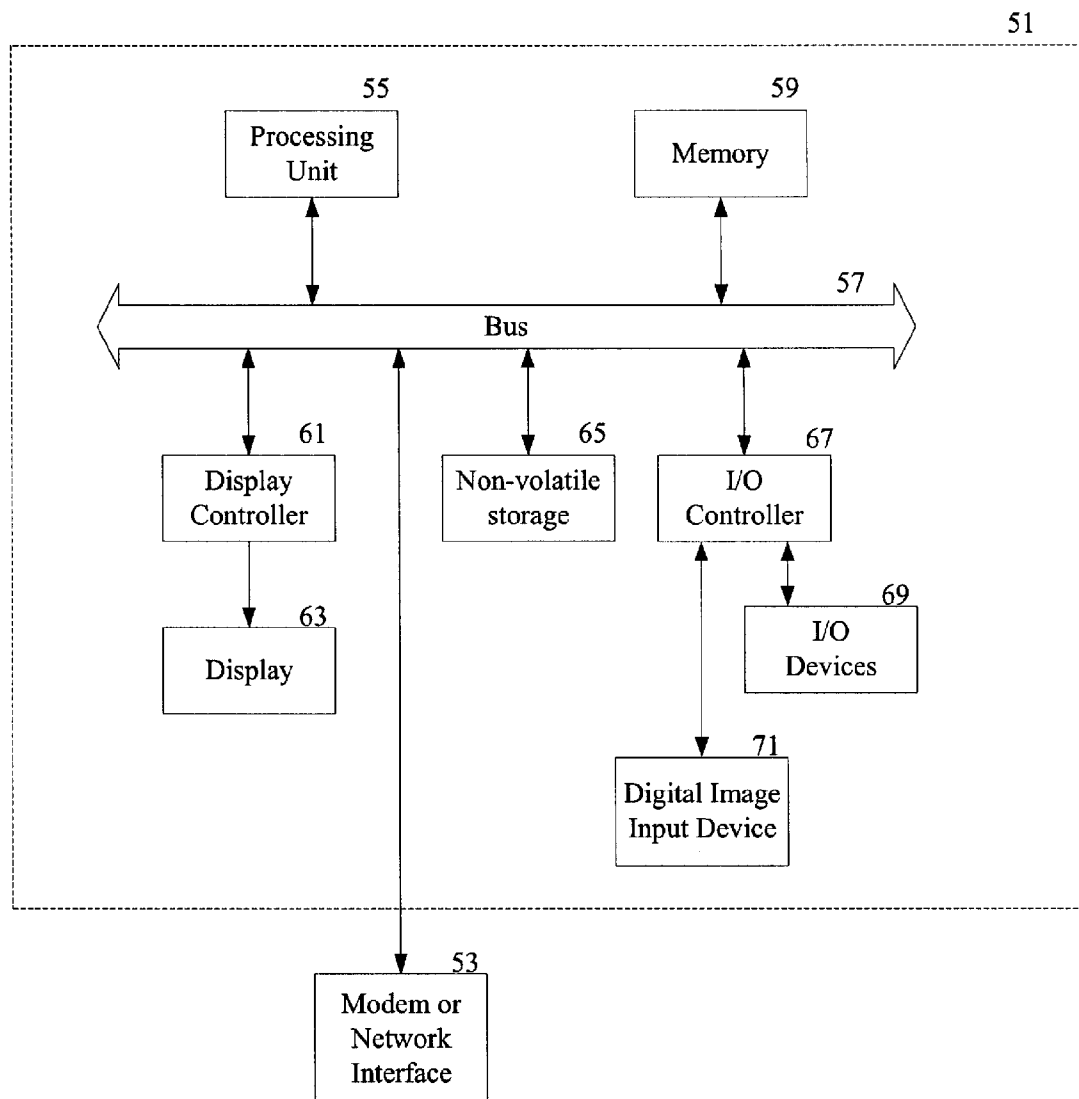 51
55
Processing
Unit
59
Memory
57
Bus
61
Display
Controller
65
Non-volatile
storage
67
I/O
Controller
63
Display
69
I/O
Devices
71
Digital Image
Input Device
53
Modem or
Network
Interface